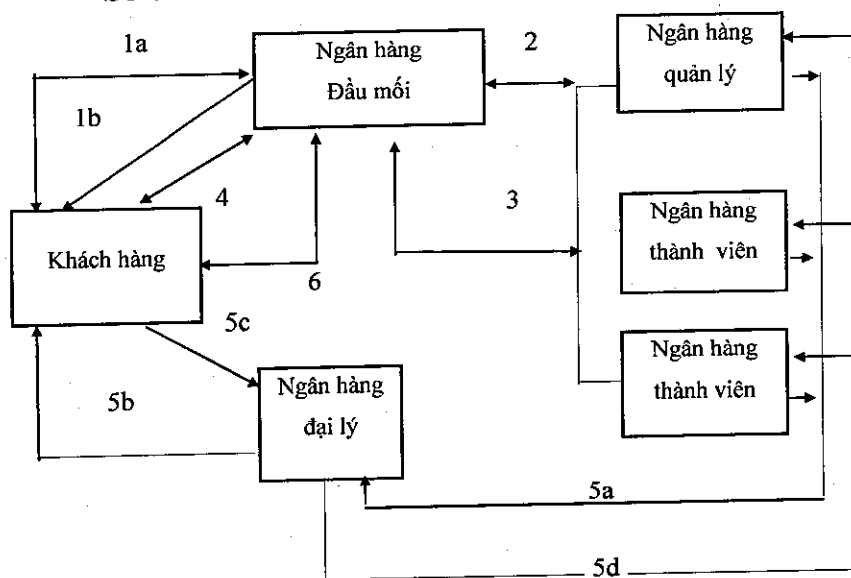 1a
Ngân hàng
Đầu mối
2
Ngân hàng
quản lý
1b
4
3
Khách hàng
Ngân hàng
thành viên
6
5c
Ngân hàng
thành viên
5b
Ngân hàng
đại lý
5a
5d